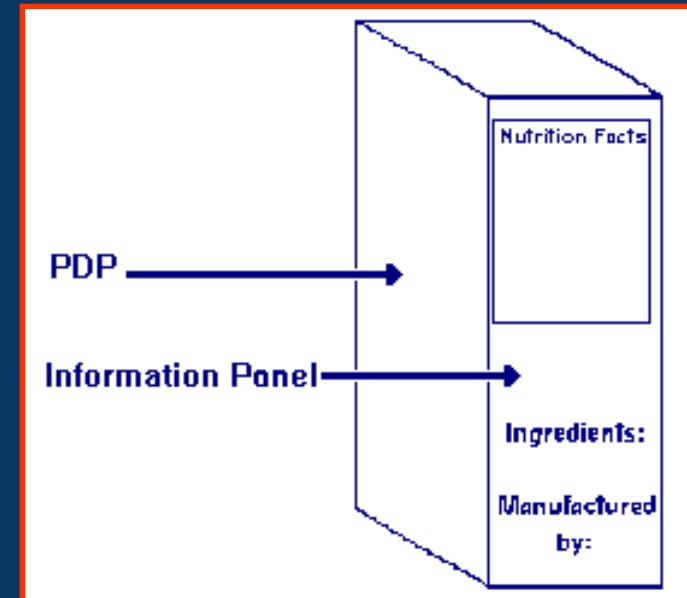 Nutrition Facts
PDP
Information Panel
Ingredients:
Manufactured
by: